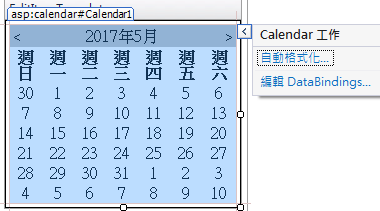 asp:calendar#Calendar1
< 2017年5月 >
週日 週一 週二 週三 週四 週五 週六
30 1 2 3 4 5 6
7 8 9 10 11 12 13
14 15 16 17 18 19 20
21 22 23 24 25 26 27
28 29 30 31 1 2 3
4 5 6 7 8 9 10
<
Calendar 工作
自動格式化...
編輯 DataBindings...